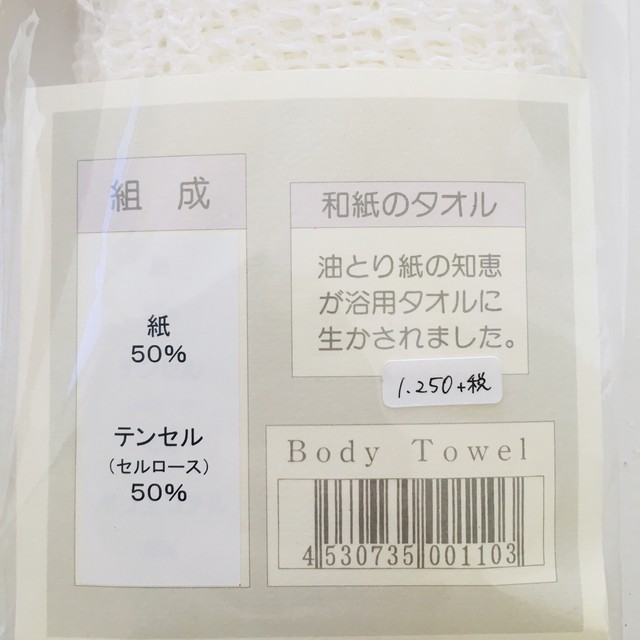 組 成
紙
50%
テンセル
（セルロース）
50%
和紙のタオル
油とり紙の知恵
が浴用タオルに
生かされました。
1.250+税
Body Towel
4 530735 001103